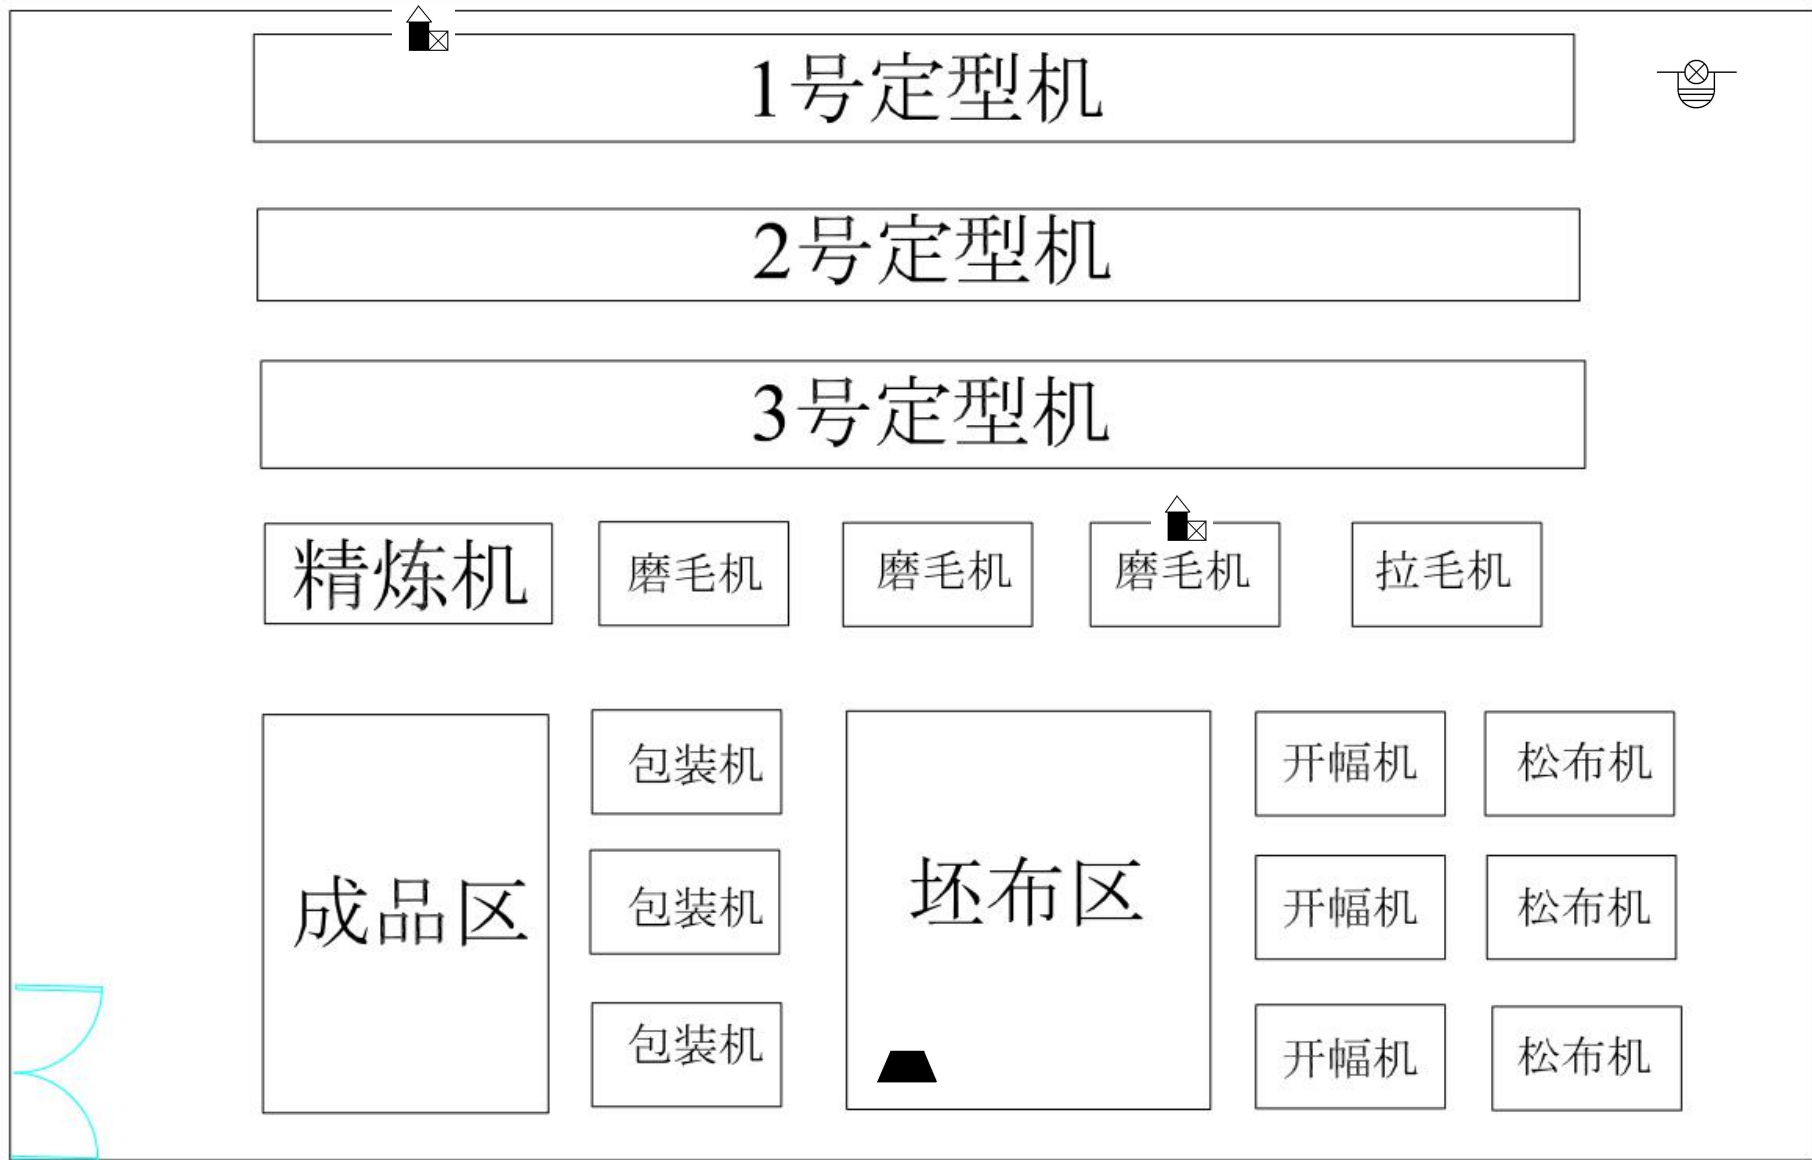 1号定型机
2号定型机
3号定型机
精炼机
磨毛机
磨毛机
磨毛机
拉毛机
包装机
开幅机
松布机
成品区
包装机
坯布区
开幅机
松布机
包装机
开幅机
松布机